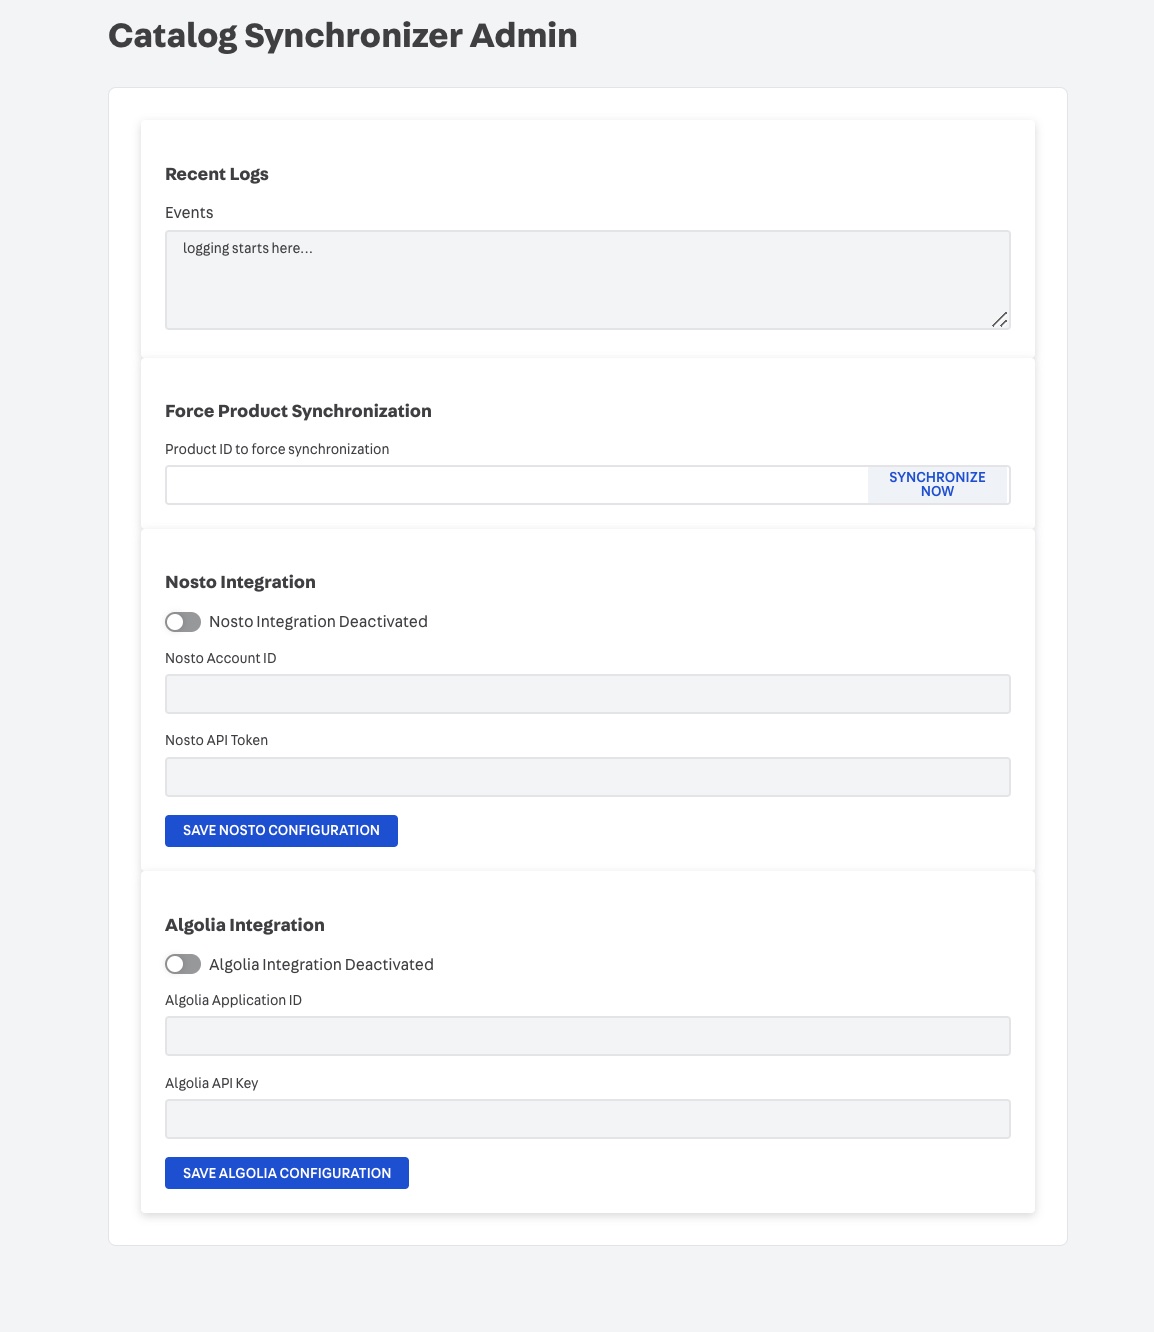 Catalog Synchronizer Admin
Recent Logs
Events
logging starts here...
Force Product Synchronization
Product ID to force synchronization
SYNCHRONIZE
NOW
Nosto Integration
Nosto Integration Deactivated
Nosto Account ID
Nosto API Token
SAVE NOSTO CONFIGURATION
Algolia Integration
Algolia Integration Deactivated
Algolia Application ID
Algolia API Key
SAVE ALGOLIA CONFIGURATION